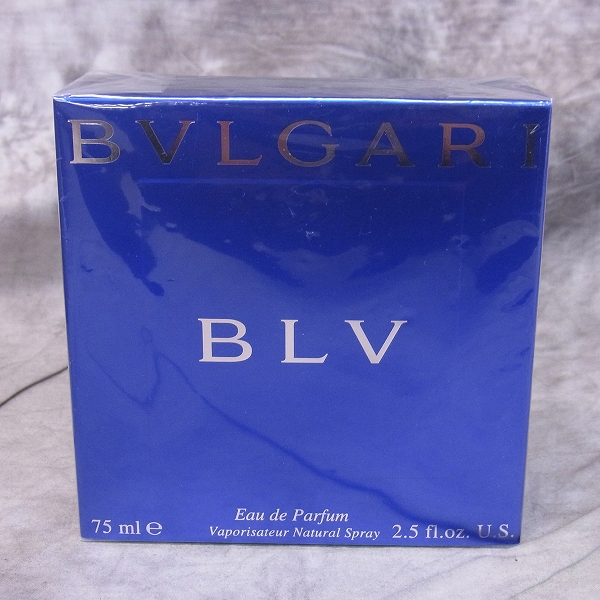 BVLGARI
BLV
Eau de Parfum
75 ml ℮ Vaporisateur Natural Spray 2.5 fl.oz. U.S.